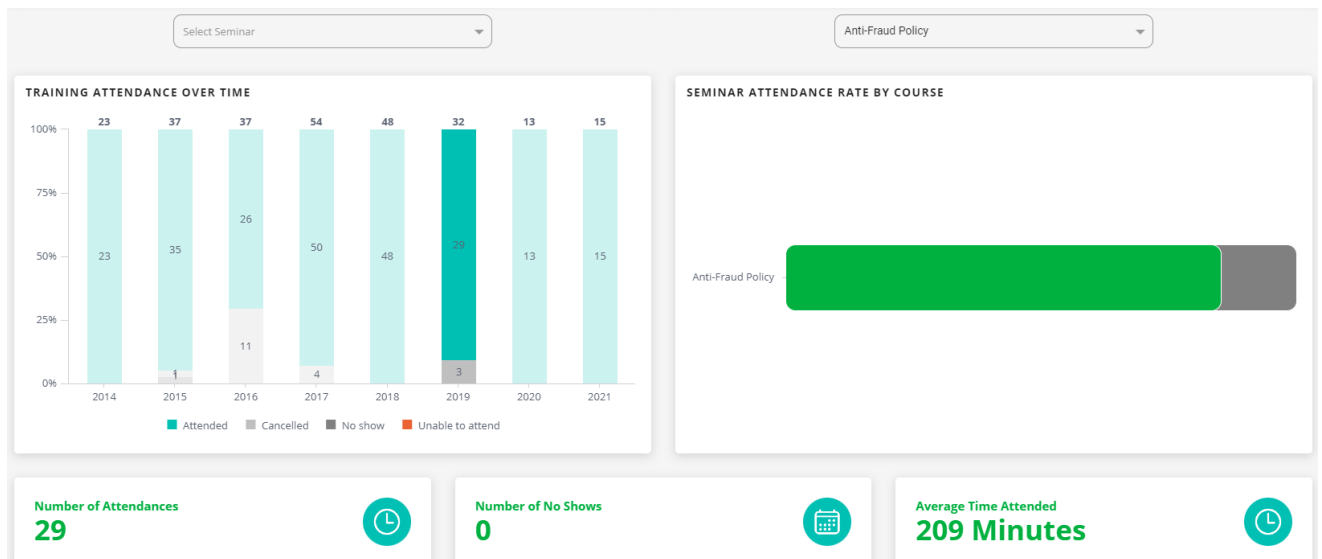 Select Seminar
Anti-Fraud Policy
TRAINING ATTENDANCE OVER TIME
23 37 37 54 48 32 13 15
100%
75%
50%
25%
0%
23 35 26 50 48 29 13 15
1 11 4 3
1
2014 2015 2016 2017 2018 2019 2020 2021
Attended Cancelled No show Unable to attend
SEMINAR ATTENDANCE RATE BY COURSE
Anti-Fraud Policy
Number of Attendances
29
Number of No Shows
0
Average Time Attended
209 Minutes